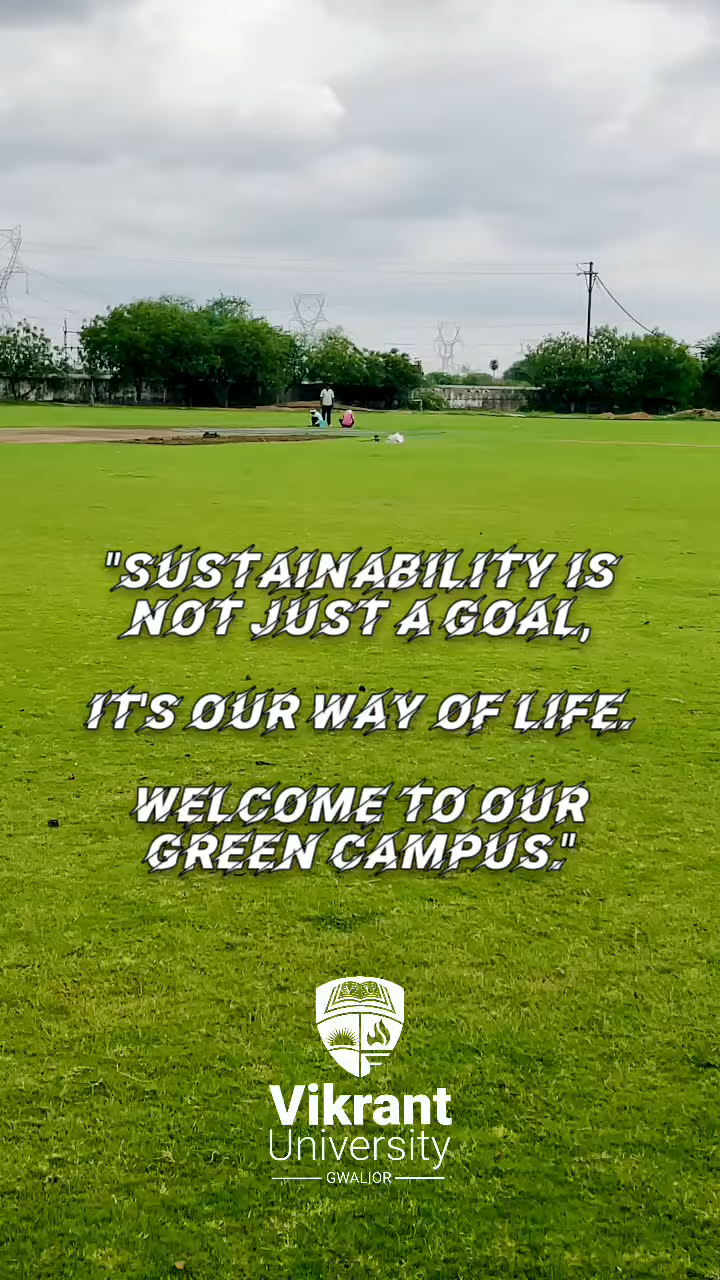 "SUSTAINABILITY IS
NOT JUST A GOAL,
IT'S OUR WAY OF LIFE.
WELCOME TO OUR
GREEN CAMPUS."
Vikrant
University
GWALIOR